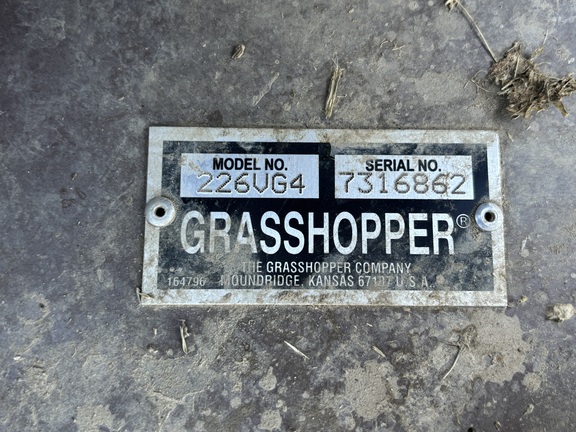 MODEL NO. SERIAL NO.
226VG4 7316862
GRASSHOPPER®
THE GRASSHOPPER COMPANY
164796 MOUNDRIDGE, KANSAS 67107 U.S.A.